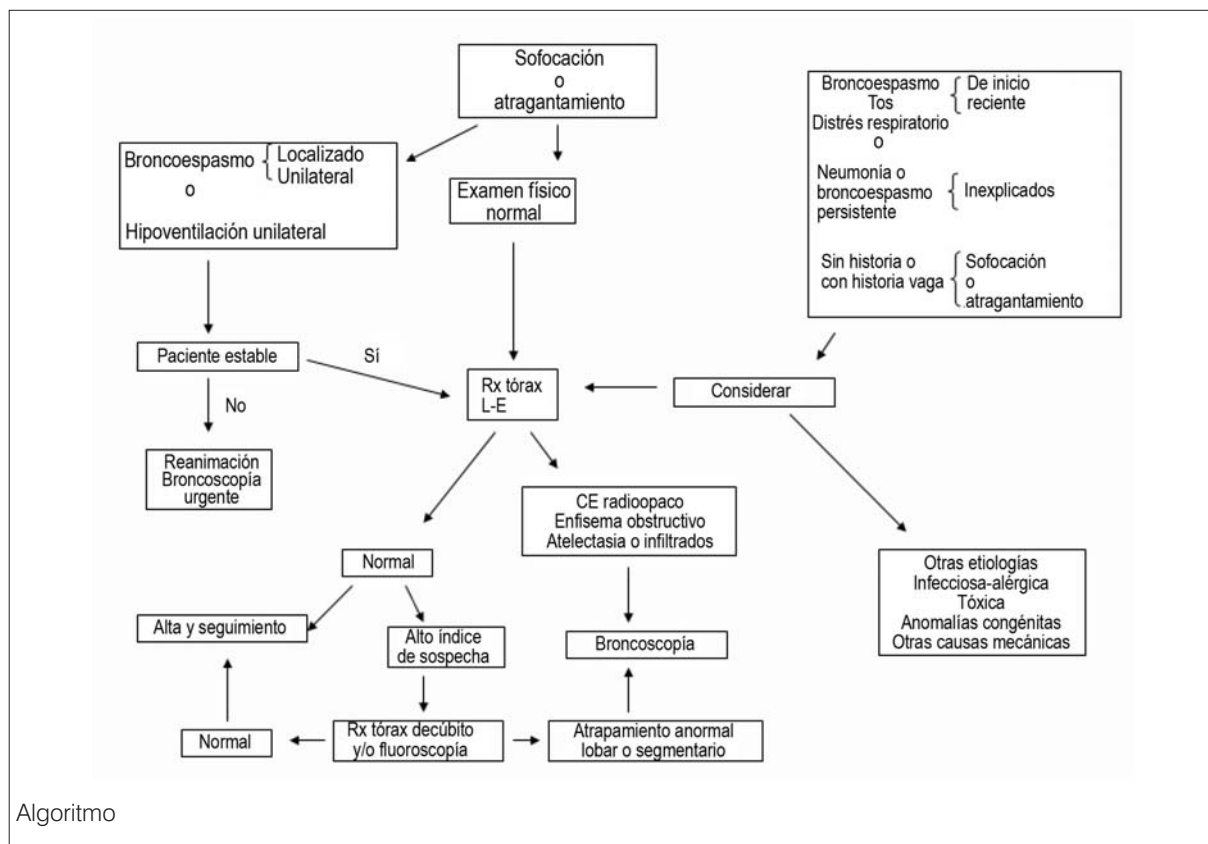 Sofocación
o
atragantamiento
Broncoespasmo { Localizado
Unilateral
o
Hipoventilación unilateral
Examen físico
normal
Broncoespasmo { De inicio
Tos reciente
Distrés respiratorio
o
Neumonía o
broncoespasmo { Inexplicados
persistente
Sin historia o { Sofocación
con historia vaga o
atragantamiento
Paciente estable
Sí
No
Rx tórax
L-E
Considerar
Reanimación
Broncoscopía
urgente
CE radioopaco
Enfisema obstructivo
Atelectasia o infiltrados
Normal
Otras etiologías
Infecciosa-alérgica
Tóxica
Anomalías congénitas
Otras causas mecánicas
Alta y seguimiento
Alto índice
de sospecha
Broncoscopía
Normal
Rx tórax decúbito
y/o fluoroscopía
Atrapamiento anormal
lobar o segmentario
Algoritmo